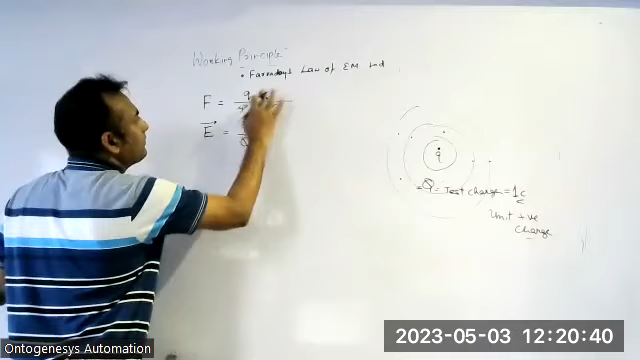 Working Principle
• Faradays Law of EM Ind
F = q
E =
q
Q = Test charge = 1c
Unit +ve
Charge
Ontogenesys Automation
2023-05-03 12:20:40